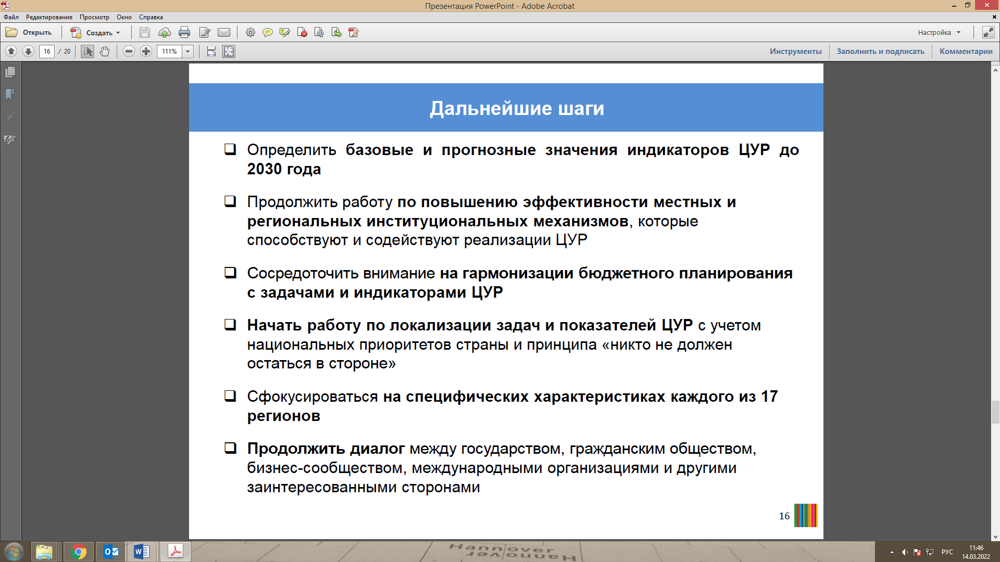 Презентация PowerPoint - Adobe Acrobat
Файл Редактирование Просмотр Окно Справка
Открыть Создать Настройка
16 / 20 111% Инструменты Заполнить и подписать Комментарии
Дальнейшие шаги
Определить базовые и прогнозные значения индикаторов ЦУР до
2030 года
Продолжить работу по повышению эффективности местных и
региональных институциональных механизмов, которые
способствуют и содействуют реализации ЦУР
Сосредоточить внимание на гармонизации бюджетного планирования
с задачами и индикаторами ЦУР
Начать работу по локализации задач и показателей ЦУР с учетом
национальных приоритетов страны и принципа «никто не должен
остаться в стороне»
Сфокусироваться на специфических характеристиках каждого из 17
регионов
Продолжить диалог между государством, гражданским обществом,
бизнес-сообществом, международными организациями и другими
заинтересованными сторонами
16
Hannover
Hannover
РУС
11:46
14.03.2022